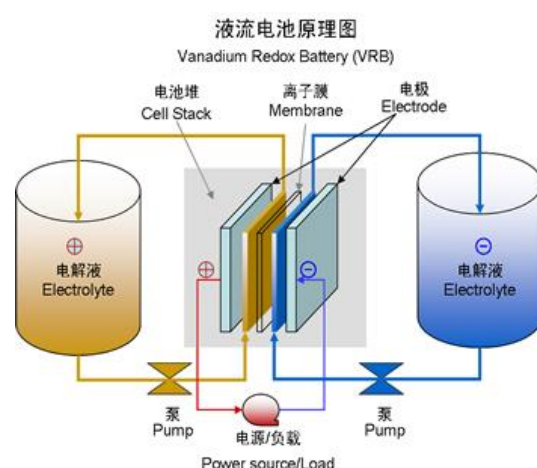 液流电池原理图
Vanadium Redox Battery (VRB)
电池堆
Cell Stack
离子膜
Membrane
电极
Electrode
电解液
Electrolyte
电解液
Electrolyte
泵
Pump
电源/负载
Power source/Load
泵
Pump